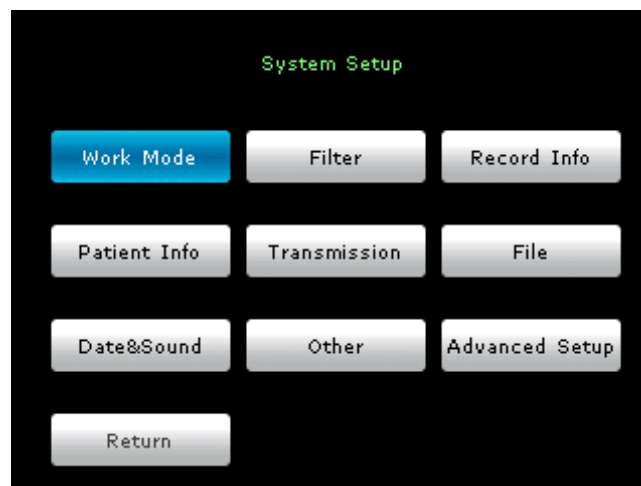 System Setup
Work Mode Filter Record Info
Patient Info Transmission File
Date&Sound Other Advanced Setup
Return